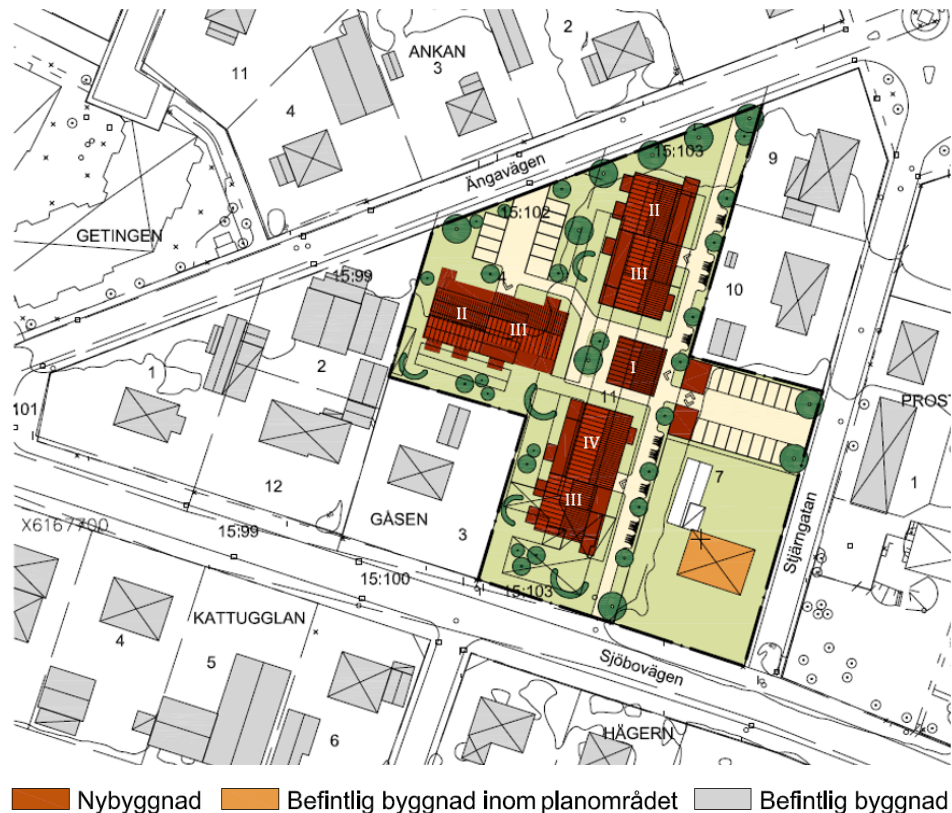 2
ANKAN
3
11
4
Ängavägen
15:103
9
15:102
II
GETINGEN
III
15:99
10
II
III
I
2
1
11
PROST
101
IV
7
1
12
III
X6167700
15:99
GÅSEN
3
Stjärngatan
15:100
15:103
KATTUGGLAN
4
5
Sjöbovägen
6
HÄGERN
Nybyggnad Befintlig byggnad inom planområdet Befintlig byggnad